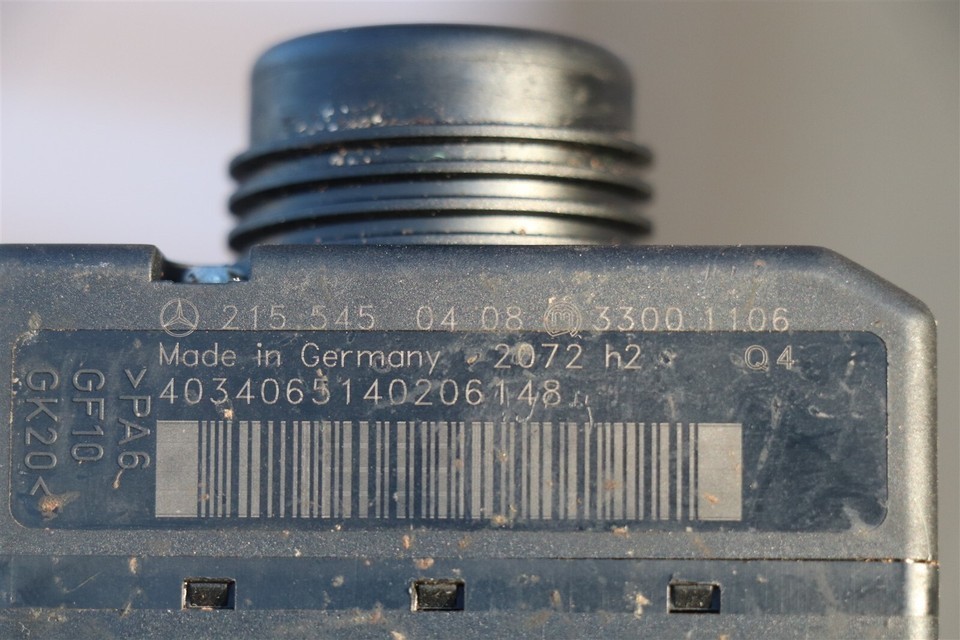 215 545 04 08 m 3300 1106
Made in Germany 2072 h2 Q4
4034065140206148
>PA6
GF10
GK20<